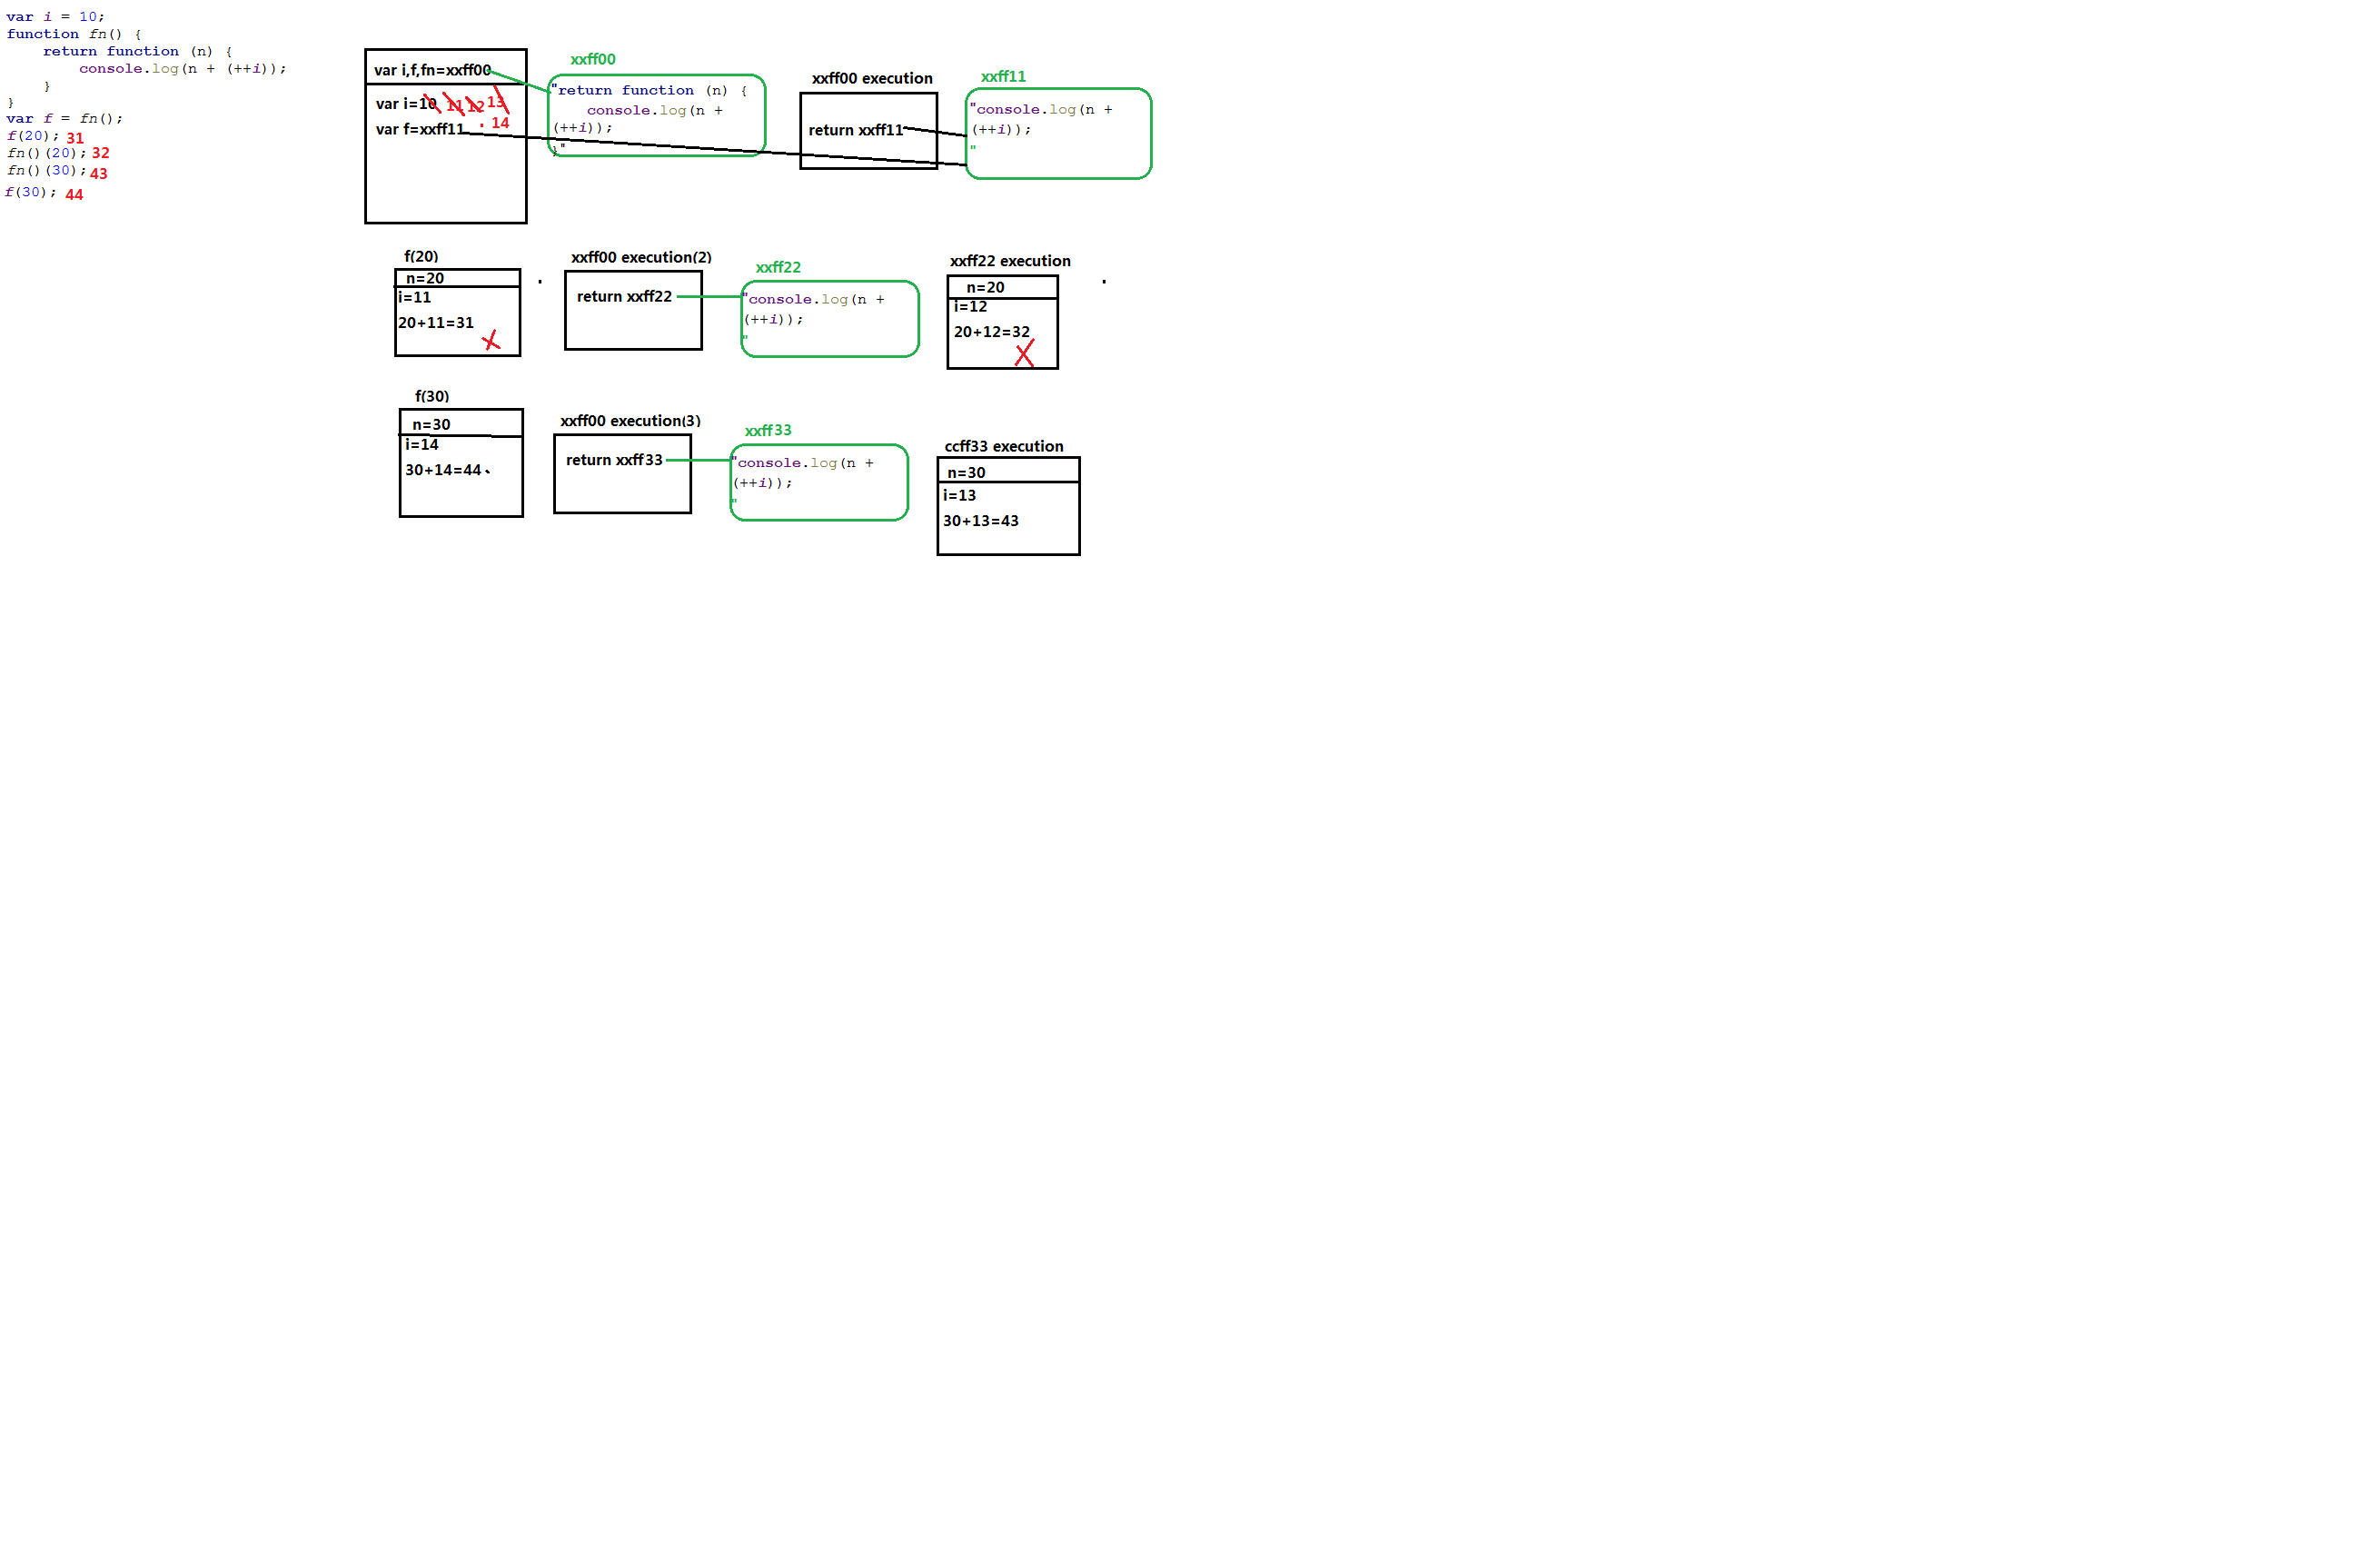 var i = 10;
function fn() {
    return function (n) {
        console.log(n + (++i));
    }
}
var f = fn();
f(20); 31
fn()(20); 32
fn()(30); 43
f(30); 44
var i,f,fn=xxff00
var i=10 11 12 13
. 14
var f=xxff11
xxff00
"return function (n) {
    console.log(n +
(++i));
}"
xxff00 execution
return xxff11
xxff11
"console.log(n +
(++i));
"
f(20)
n=20
i=11
20+11=31
xxff00 execution(2)
return xxff22
xxff22
"console.log(n +
(++i));
"
xxff22 execution
n=20
i=12
20+12=32
f(30)
n=30
i=14
30+14=44
xxff00 execution(3)
return xxff33
xxff33
"console.log(n +
(++i));
"
ccff33 execution
n=30
i=13
30+13=43